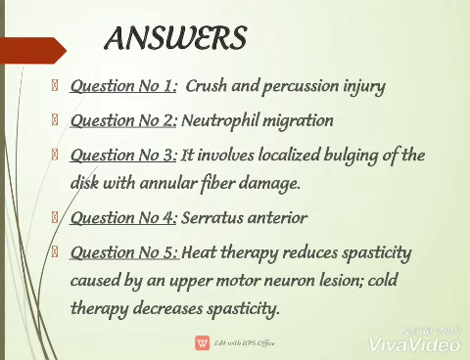 ANSWERS
Question No 1: Crush and percussion injury
Question No 2: Neutrophil migration
Question No 3: It involves localized bulging of the
disk with annular fiber damage.
Question No 4: Serratus anterior
Question No 5: Heat therapy reduces spasticity
caused by an upper motor neuron lesion; cold
therapy decreases spasticity.
Edit with WPS Office
Made With
VivaVideo